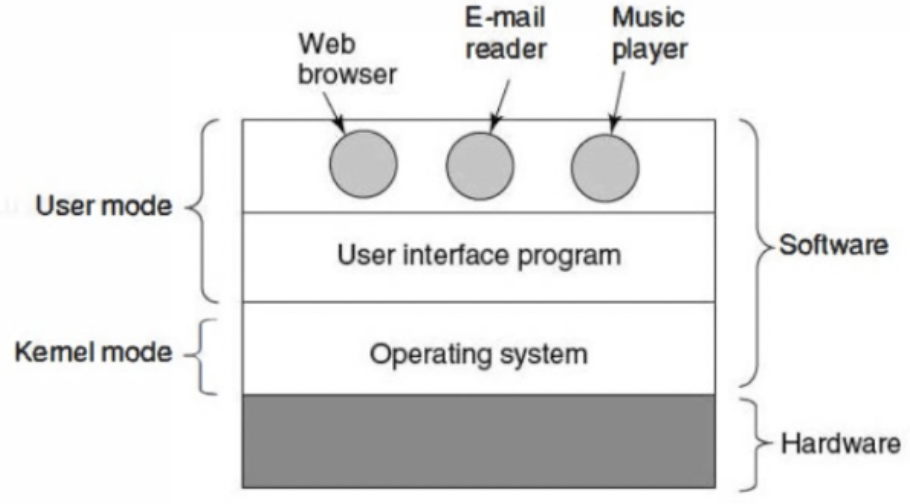 E-mail
reader
Music
player
Web
browser
User mode
User interface program
Software
Kernel mode
Operating system
Hardware